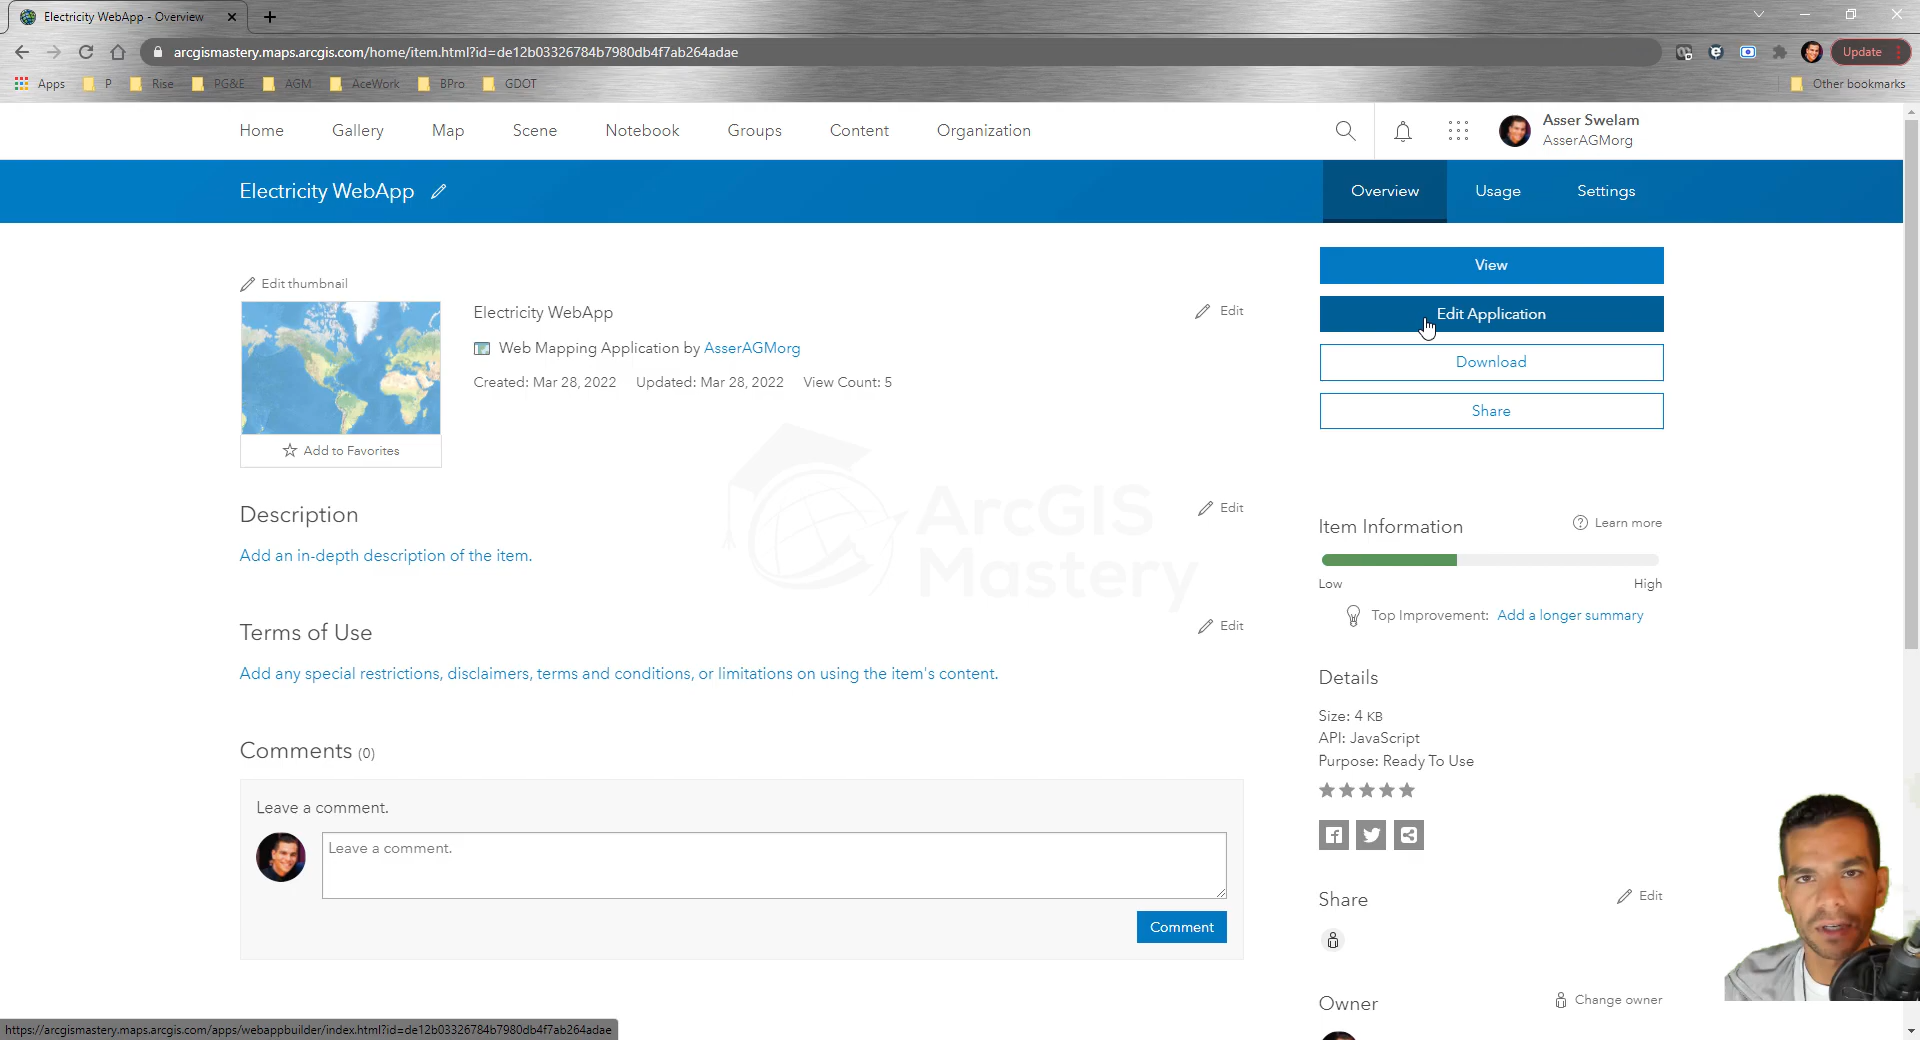 Electricity WebApp - Overview
arcgismastery.maps.arcgis.com/home/item.html?id=de12b03326784b7980db4f7ab264adae
Update
Apps P Rise PG&E AGM AceWork BPro GDOT Other bookmarks
Home Gallery Map Scene Notebook Groups Content Organization
Asser Swelam
AsserAGMorg
Electricity WebApp
Overview Usage Settings
View
Edit thumbnail
Electricity WebApp
Edit
Edit Application
Web Mapping Application by AsserAGMorg
Download
Created: Mar 28, 2022 Updated: Mar 28, 2022 View Count: 5
Share
Add to Favorites
ArcGIS
Mastery
Description
Edit
Add an in-depth description of the item.
Item Information
Learn more
Low High
Top Improvement: Add a longer summary
Terms of Use
Edit
Add any special restrictions, disclaimers, terms and conditions, or limitations on using the item's content.
Details
Size: 4 KB
API: JavaScript
Purpose: Ready To Use
Comments (0)
Leave a comment.
Leave a comment.
Comment
Share
Edit
Owner
Change owner
https://arcgismastery.maps.arcgis.com/apps/webappbuilder/index.html?id=de12b03326784b7980db4f7ab264adae